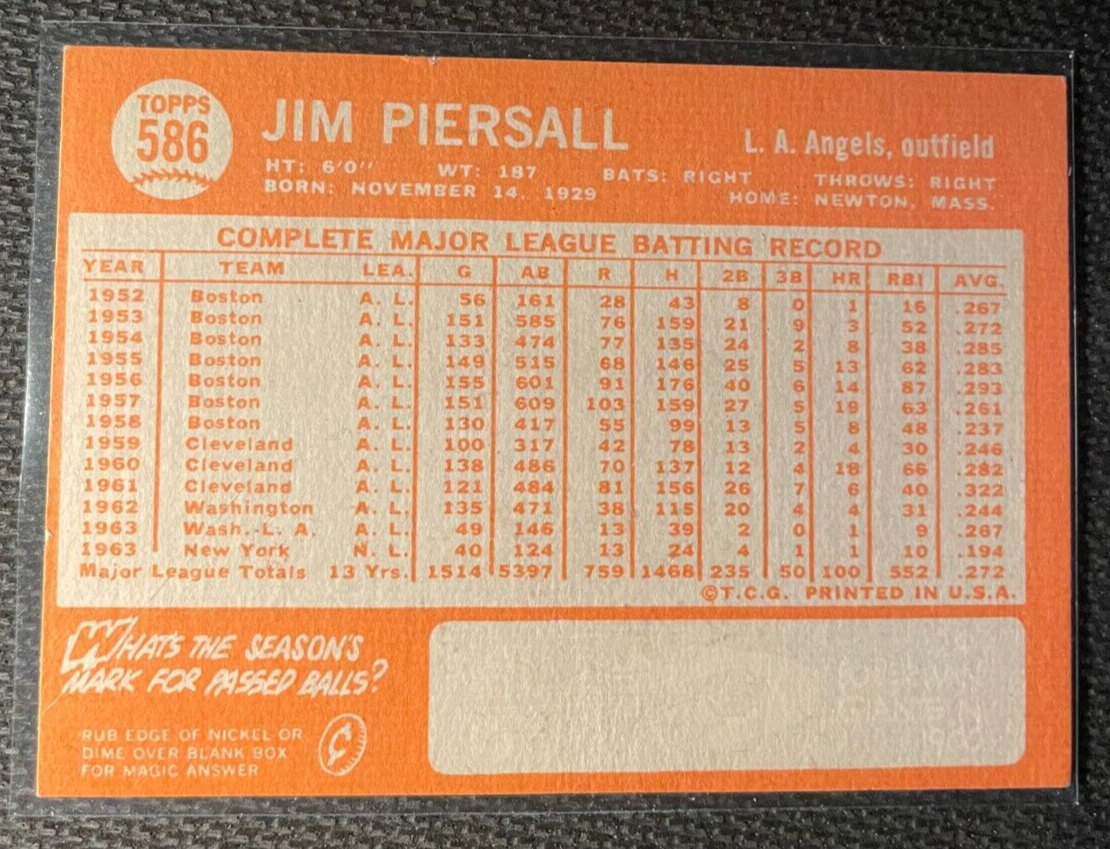 TOPPS
586
JIM PIERSALL
L. A. Angels, outfield
HT: 6'0" WT: 187 BATS: RIGHT THROWS: RIGHT
BORN: NOVEMBER 14, 1929 HOME: NEWTON, MASS.
COMPLETE MAJOR LEAGUE BATTING RECORD
YEAR TEAM LEA. G AB R H 2B 3B HR RBI AVG.
1952 Boston A. L. 56 161 28 43 8 0 1 16 .267
1953 Boston A. L. 151 585 76 159 21 9 3 52 .272
1954 Boston A. L. 133 474 77 135 24 2 8 38 .285
1955 Boston A. L. 149 515 68 146 25 5 13 62 .283
1956 Boston A. L. 155 601 91 176 40 6 14 87 .293
1957 Boston A. L. 151 609 103 159 27 5 19 63 .261
1958 Boston A. L. 130 417 55 99 13 5 8 48 .237
1959 Cleveland A. L. 100 317 42 78 13 2 4 30 .246
1960 Cleveland A. L. 138 486 70 137 12 4 18 66 .282
1961 Cleveland A. L. 121 484 81 156 26 7 6 40 .322
1962 Washington A. L. 135 471 38 115 20 4 4 31 .244
1963 Wash.-L. A. A. L. 49 146 13 39 2 0 1 9 .267
1963 New York N. L. 40 124 13 24 4 1 1 10 .194
Major League Totals 13 Yrs. 1514 5397 759 1468 235 50 100 552 .272
©T.C.G. PRINTED IN U.S.A.
WHAT'S THE SEASON'S
MARK FOR PASSED BALLS?
RUB EDGE OF NICKEL OR
DIME OVER BLANK BOX
FOR MAGIC ANSWER
¢